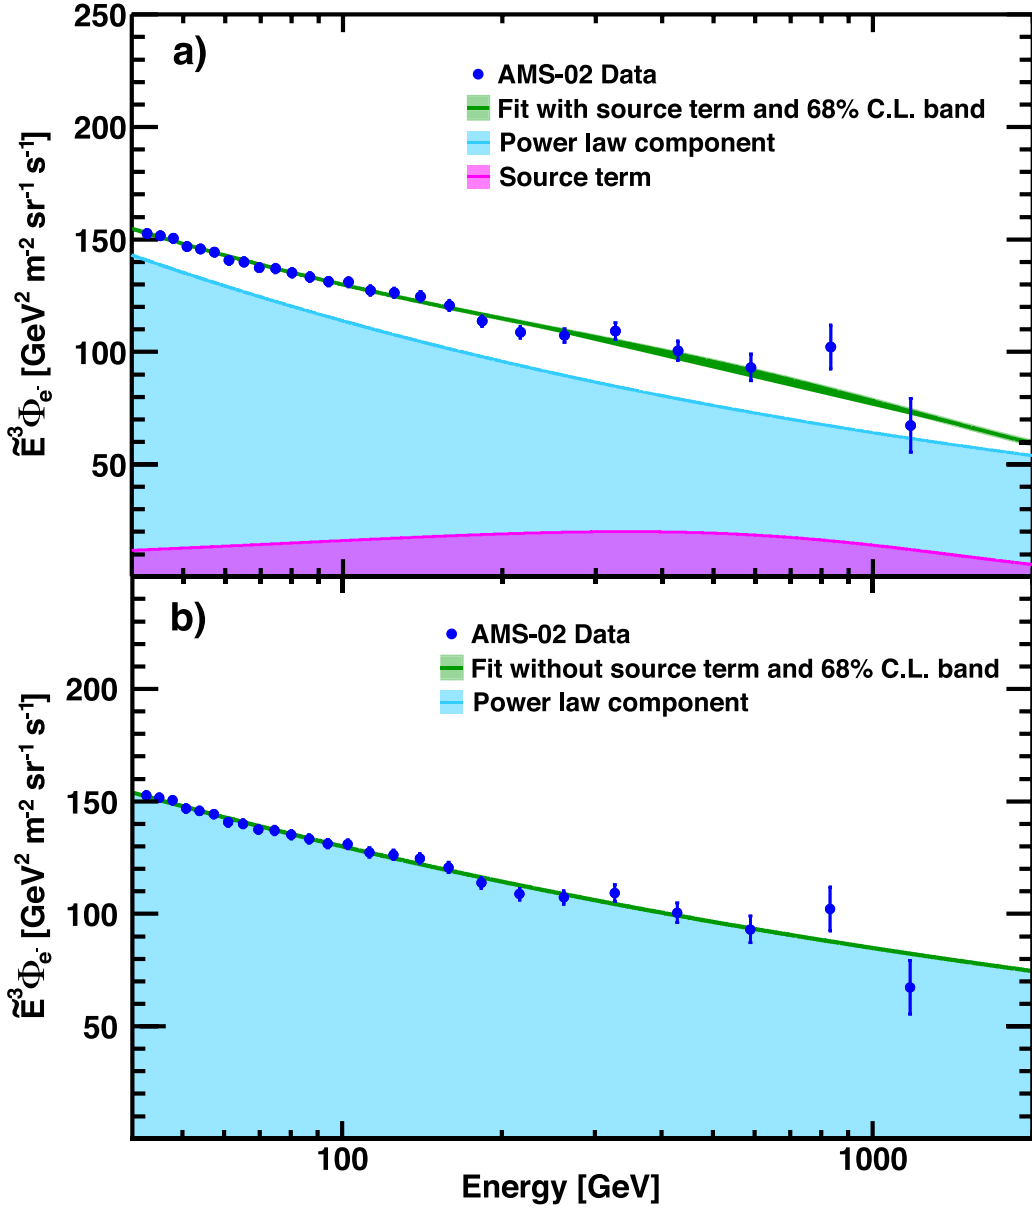 a)
250
200
150
100
50
Ẽ³Φₑ- [GeV² m⁻² sr⁻¹ s⁻¹]
AMS-02 Data
Fit with source term and 68% C.L. band
Power law component
Source term
b)
200
150
100
50
Ẽ³Φₑ- [GeV² m⁻² sr⁻¹ s⁻¹]
AMS-02 Data
Fit without source term and 68% C.L. band
Power law component
100
1000
Energy [GeV]